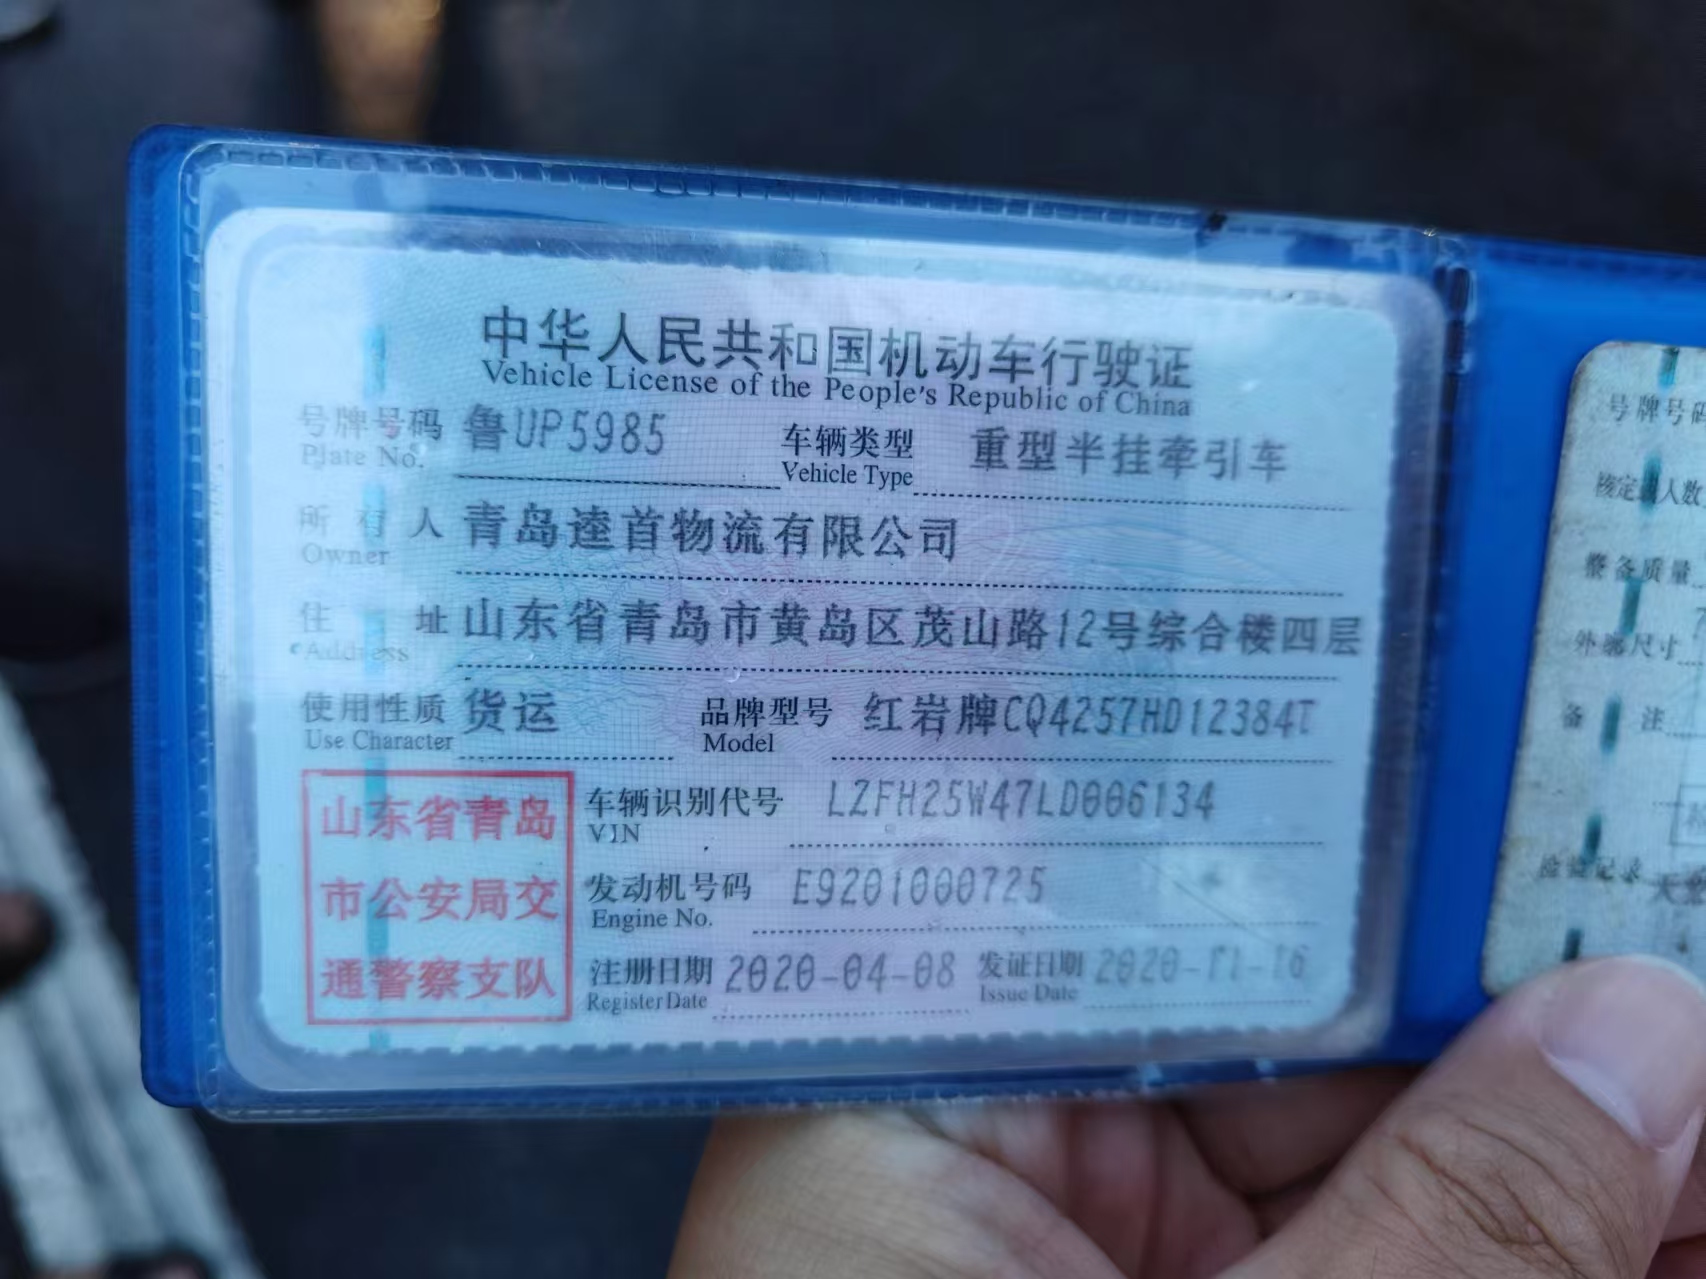 中华人民共和国机动车行驶证
Vehicle License of the People's Republic of China
号牌号码 鲁UP5985 车辆类型 重型半挂牵引车
Plate No. Vehicle Type
所有人 青岛逵首物流有限公司
Owner
住址 山东省青岛市黄岛区茂山路12号综合楼四层
Address
使用性质 货运 品牌型号 红岩牌CQ4257HD12384T
Use Character Model
山东省青岛
市公安局交
通警察支队
车辆识别代号 LZFH25W47LD006134
VIN
发动机号码 E9201000725
Engine No.
注册日期 2020-04-08 发证日期 2020-11-16
Register Date Issue Date
号牌号码
核定载人数
整备质量
外廓尺寸
备注
检验记录